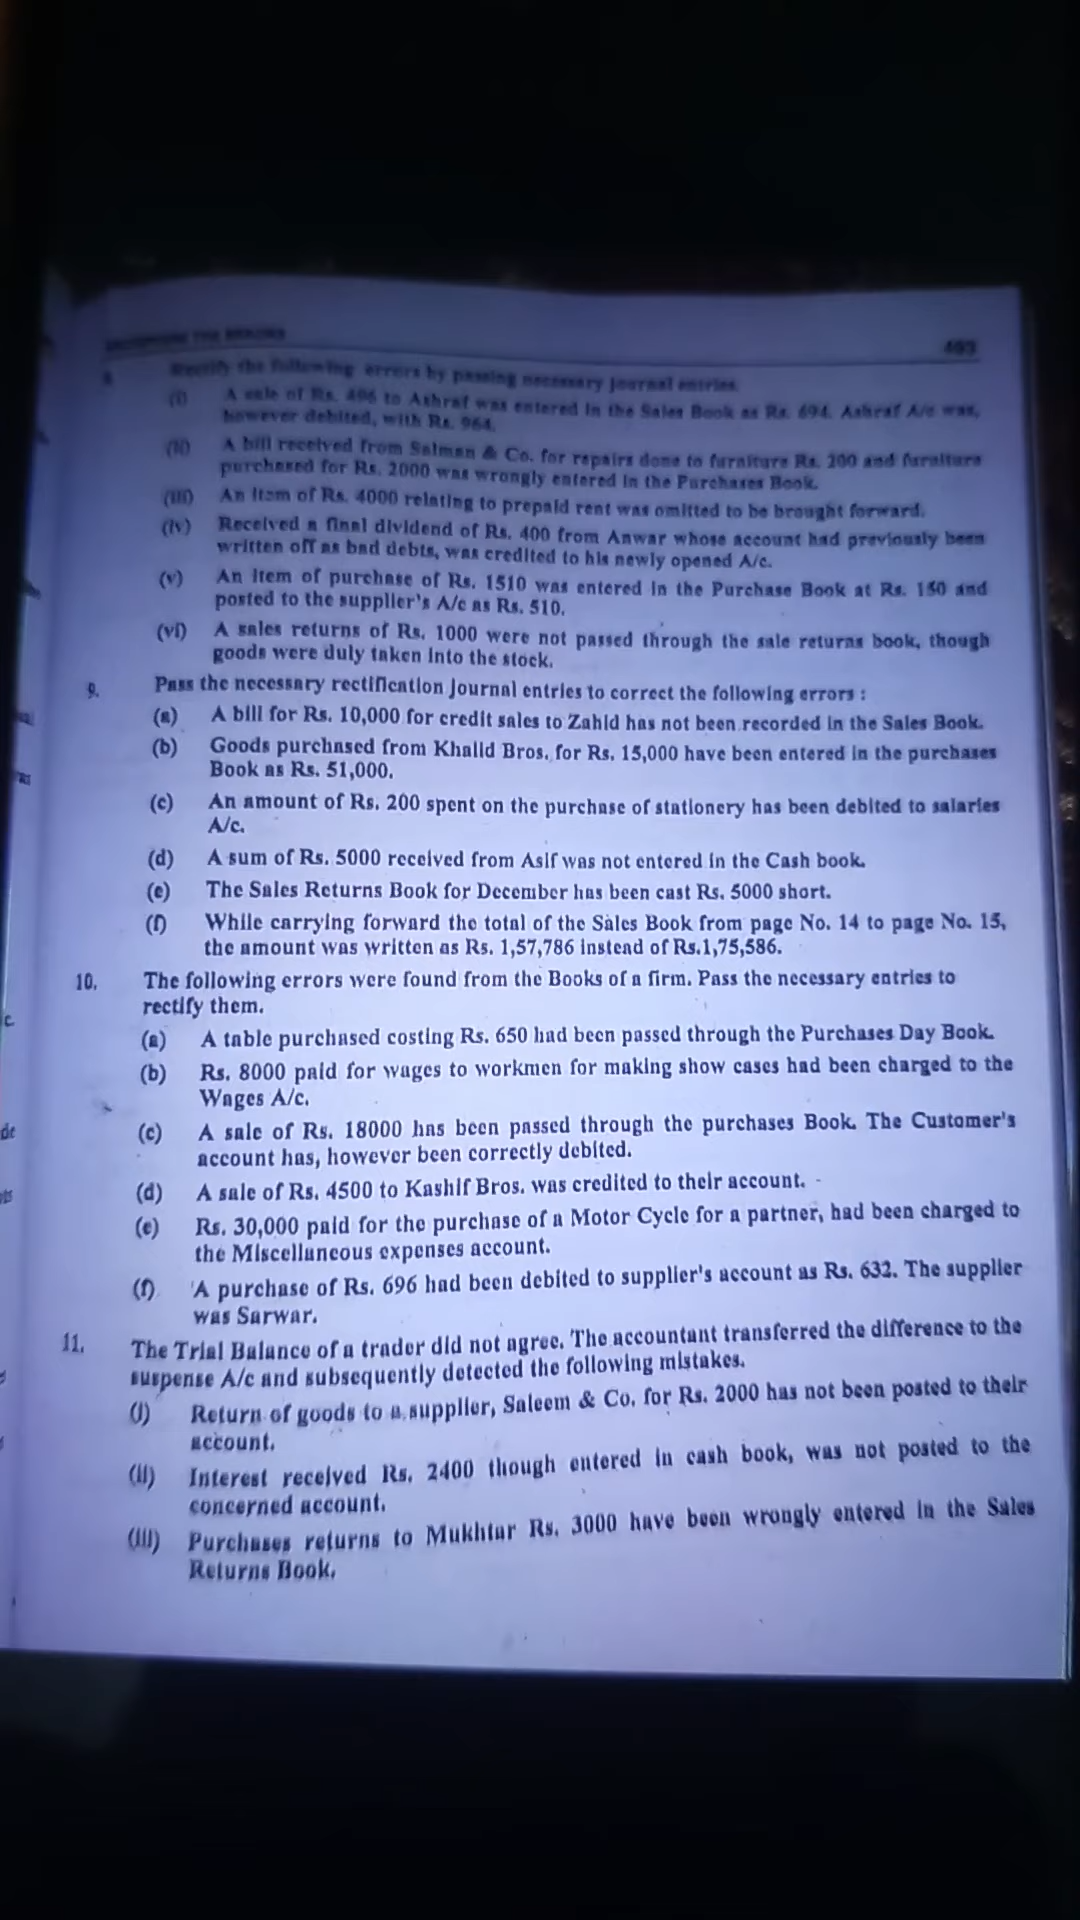 RECTIFYING THE ERRORS
493
8. Rectify the following errors by passing necessary journal entries
(i) A sale of Rs. 496 to Ashraf was entered in the Sales Book as Rs. 694. Ashraf A/c was,
however debited, with Rs. 964.
(ii) A bill received from Salman & Co. for repairs done to furniture Rs. 200 and furniture
purchased for Rs. 2000 was wrongly entered in the Purchases Book.
(iii) An item of Rs. 4000 relating to prepaid rent was omitted to be brought forward.
(iv) Received a final dividend of Rs. 400 from Anwar whose account had previously been
written off as bad debts, was credited to his newly opened A/c.
(v) An item of purchase of Rs. 1510 was entered in the Purchase Book at Rs. 150 and
posted to the supplier's A/c as Rs. 510.
(vi) A sales returns of Rs. 1000 were not passed through the sale returns book, though
goods were duly taken into the stock.
9. Pass the necessary rectification Journal entries to correct the following errors :
(a) A bill for Rs. 10,000 for credit sales to Zahid has not been recorded in the Sales Book.
(b) Goods purchased from Khalid Bros. for Rs. 15,000 have been entered in the purchases
Book as Rs. 51,000.
(c) An amount of Rs. 200 spent on the purchase of stationery has been debited to salaries
A/c.
(d) A sum of Rs. 5000 received from Asif was not entered in the Cash book.
(e) The Sales Returns Book for December has been cast Rs. 5000 short.
(f) While carrying forward the total of the Sales Book from page No. 14 to page No. 15,
the amount was written as Rs. 1,57,786 instead of Rs.1,75,586.
10. The following errors were found from the Books of a firm. Pass the necessary entries to
rectify them.
(a) A table purchased costing Rs. 650 had been passed through the Purchases Day Book.
(b) Rs. 8000 paid for wages to workmen for making show cases had been charged to the
Wages A/c.
(c) A sale of Rs. 18000 has been passed through the purchases Book. The Customer's
account has, however been correctly debited.
(d) A sale of Rs. 4500 to Kashif Bros. was credited to their account.
(e) Rs. 30,000 paid for the purchase of a Motor Cycle for a partner, had been charged to
the Miscellaneous expenses account.
(f) A purchase of Rs. 696 had been debited to supplier's account as Rs. 632. The supplier
was Sarwar.
11. The Trial Balance of a trader did not agree. The accountant transferred the difference to the
suspense A/c and subsequently detected the following mistakes.
(i) Return of goods to a supplier, Saleem & Co. for Rs. 2000 has not been posted to their
account.
(ii) Interest received Rs. 2400 though entered in cash book, was not posted to the
concerned account.
(iii) Purchases returns to Mukhtar Rs. 3000 have been wrongly entered in the Sales
Returns Book.